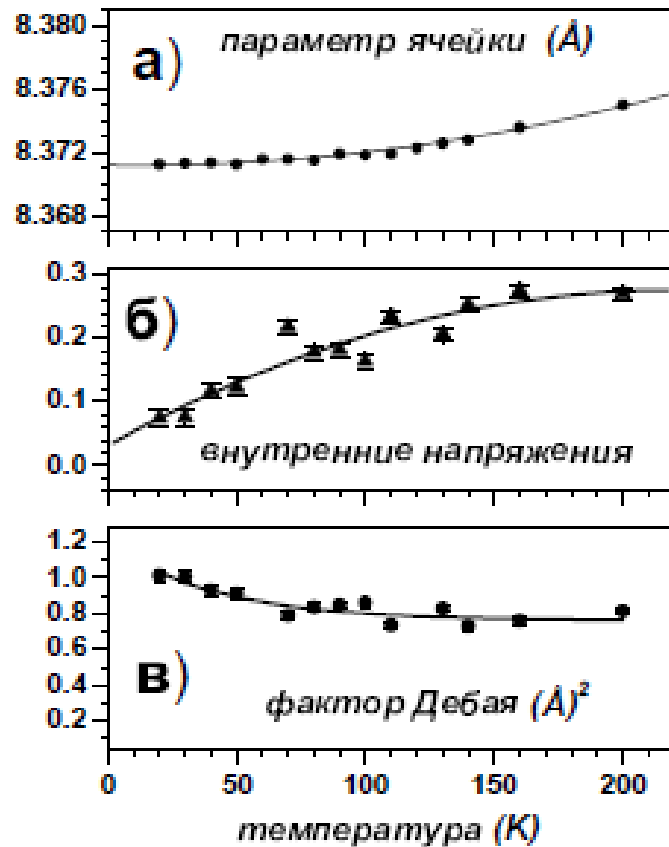 8.380
параметр ячейки (Å)
а)
8.376
8.372
8.368
0.3
б)
0.2
0.1
0.0
внутренние напряжения
1.2
1.0
0.8
0.6
в)
0.4
фактор Дебая (Å)²
0.2
0 50 100 150 200
температура (K)